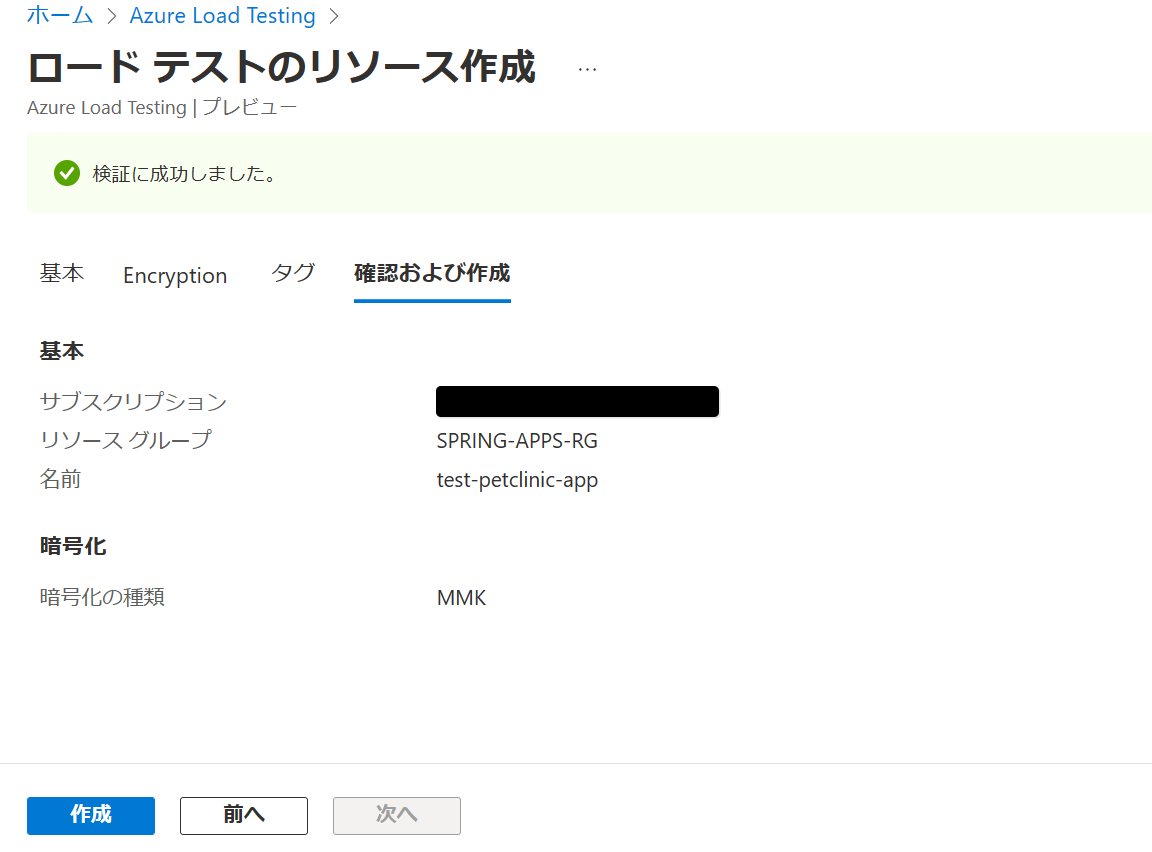 ホーム > Azure Load Testing >
ロード テストのリソース作成 …
Azure Load Testing | プレビュー
検証に成功しました。
基本 Encryption タグ 確認および作成
基本
サブスクリプション
リソース グループ SPRING-APPS-RG
名前 test-petclinic-app
暗号化
暗号化の種類 MMK
作成 前へ 次へ